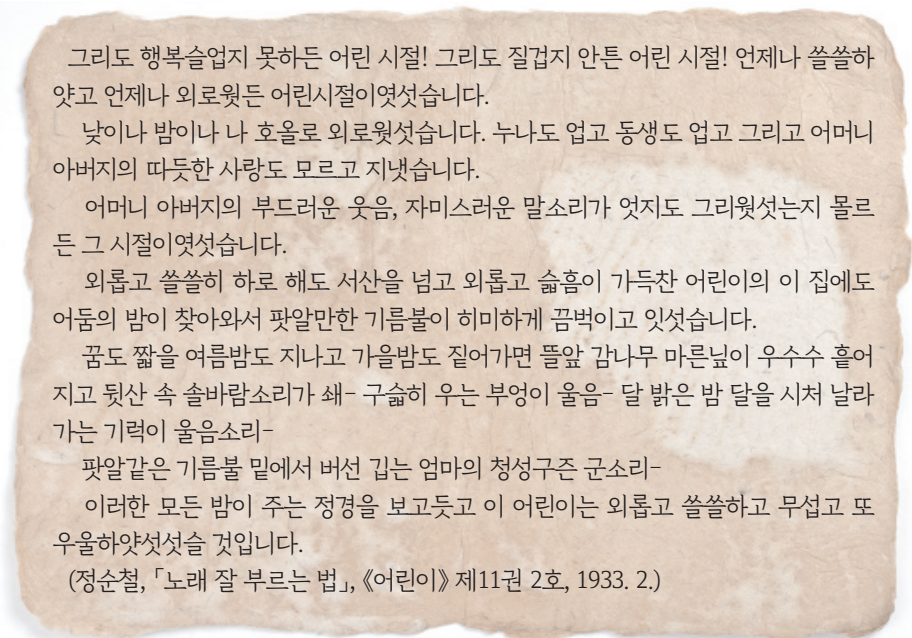 그리도 행복슬업지 못하든 어린 시절! 그리도 질겁지 안튼 어린 시절! 언제나 쓸쓸하
얏고 언제나 외로웟든 어린시절이엿섯습니다.
낮이나 밤이나 나 호올로 외로웟섯습니다. 누나도 업고 동생도 업고 그리고 어머니
아버지의 따듯한 사랑도 모르고 지냇습니다.
어머니 아버지의 부드러운 웃음, 자미스러운 말소리가 엇지도 그리웟섯는지 몰르
든 그 시절이엿섯습니다.
외롭고 쓸쓸히 하로 해도 서산을 넘고 외롭고 슯흠이 가득찬 어린이의 이 집에도
어둠의 밤이 찾아와서 팟알만한 기름불이 히미하게 끔벅이고 잇섯습니다.
꿈도 짧을 여름밤도 지나고 가을밤도 짙어가면 뜰앞 감나무 마른닢이 우수수 흩어
지고 뒷산 속 솔바람소리가 쇄- 구슯히 우는 부엉이 울음- 달 밝은 밤 달을 시처 날라
가는 기력이 울음소리-
팟알같은 기름불 밑에서 버선 깁는 엄마의 청성구즌 군소리-
이러한 모든 밤이 주는 정경을 보고듯고 이 어린이는 외롭고 쓸쓸하고 무섭고 또
우울하얏섯섯슬 것입니다.
(정순철, 「노래 잘 부르는 법」, 《어린이》 제11권 2호, 1933. 2.)